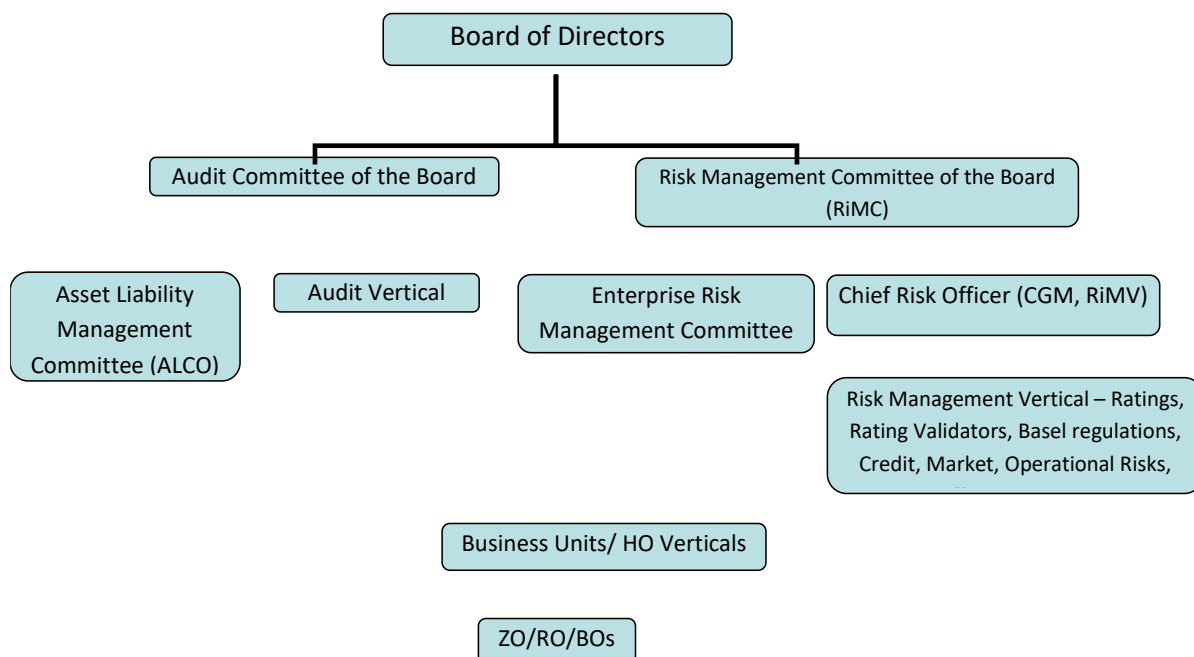 Board of Directors
Audit Committee of the Board
Risk Management Committee of the Board
(RiMC)
Asset Liability
Management
Committee (ALCO)
Audit Vertical
Enterprise Risk
Management Committee
Chief Risk Officer (CGM, RiMV)
Risk Management Vertical – Ratings,
Rating Validators, Basel regulations,
Credit, Market, Operational Risks,
Business Units/ HO Verticals
ZO/RO/BOs